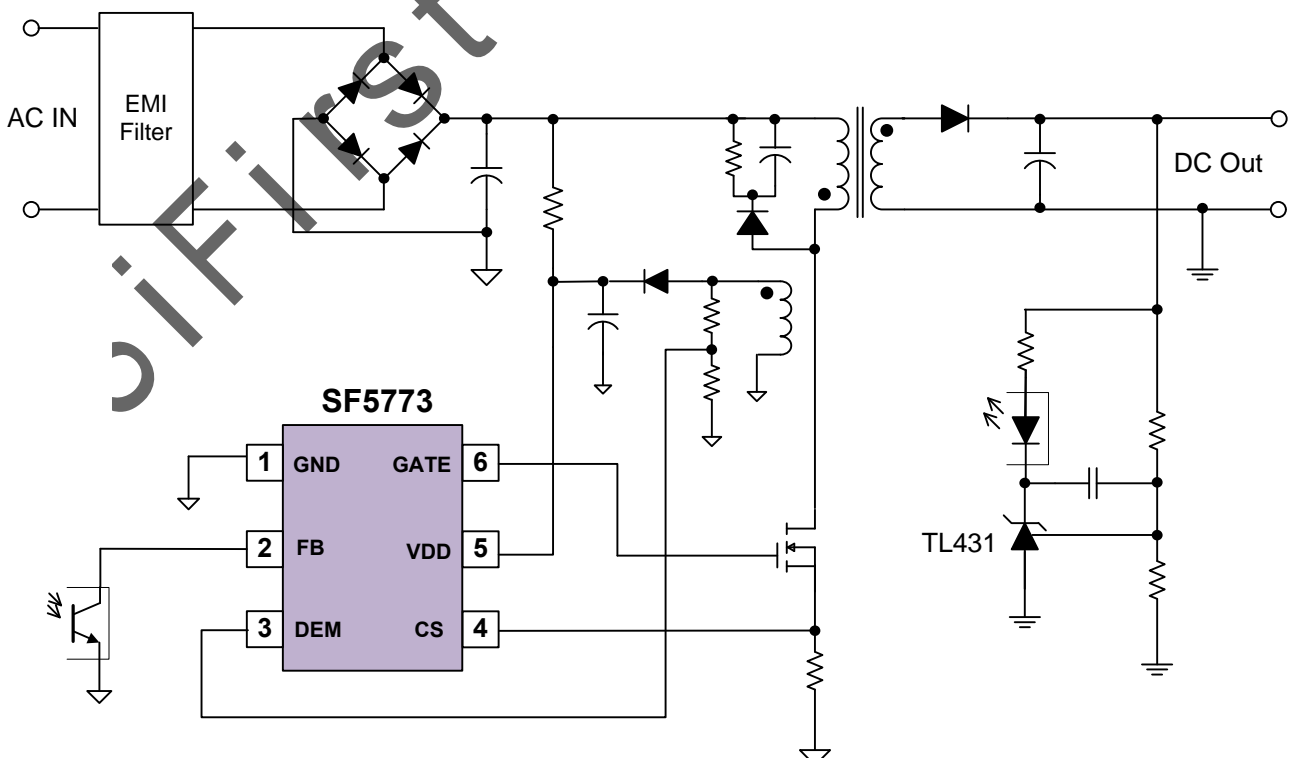 AC IN
EMI
Filter
DC Out
SF5773
1 GND GATE 6
2 FB VDD 5
3 DEM CS 4
TL431